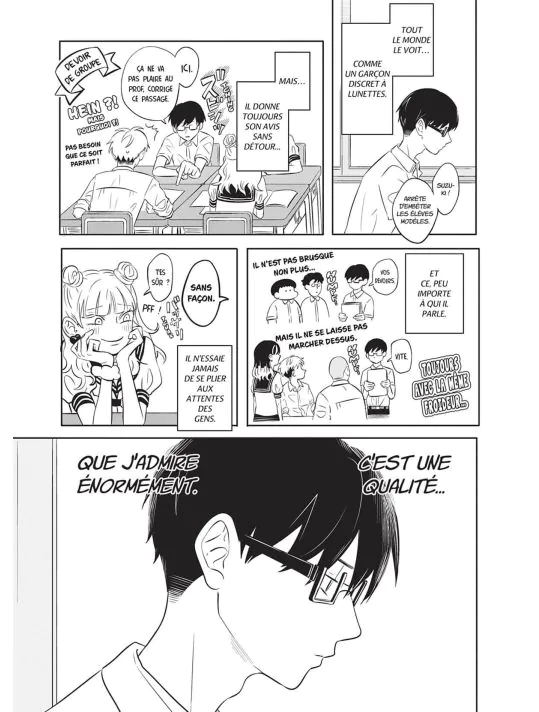 TOUT
LE MONDE
LE VOIT...
COMME
UN GARÇON
DISCRET À
LUNETTES.
SUZU-
KI !
ARRÊTE
D'EMBÊTER
LES ÉLÈVES
MODÈLES.
MAIS...
IL DONNE
TOUJOURS
SON AVIS
SANS
DÉTOUR...
ICI.
ÇA NE VA
PAS PLAIRE AU
PROF, CORRIGE
CE PASSAGE.
DEVOIR
DE GROUPE
HEIN ?!
MAIS
POURQUOI ?!
PAS BESOIN
QUE CE SOIT
PARFAIT !
ET
CE, PEU
IMPORTE
À QUI IL
PARLE.
IL N'EST PAS BRUSQUE
NON PLUS...
VOS
DEVOIRS.
MAIS IL NE SE LAISSE PAS
MARCHER DESSUS.
VITE.
TOUJOURS
AVEC LA MÊME
FROIDEUR...
SANS
FAÇON.
T'ES
SÛR ?
PFF !
IL N'ESSAIE
JAMAIS
DE SE PLIER
AUX
ATTENTES
DES
GENS.
C'EST UNE
QUALITÉ...
QUE J'ADMIRE
ÉNORMÉMENT.